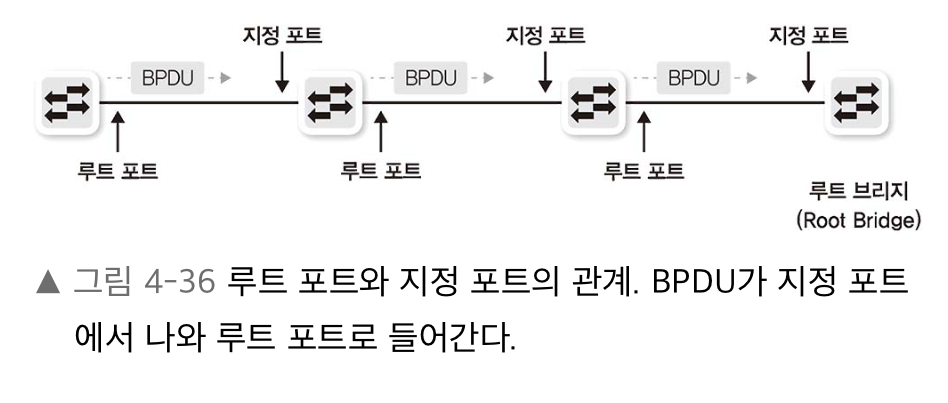 지정 포트 지정 포트 지정 포트
BPDU BPDU BPDU
루트 포트 루트 포트 루트 포트
루트 브리지
(Root Bridge)
▲ 그림 4-36 루트 포트와 지정 포트의 관계. BPDU가 지정 포트
에서 나와 루트 포트로 들어간다.